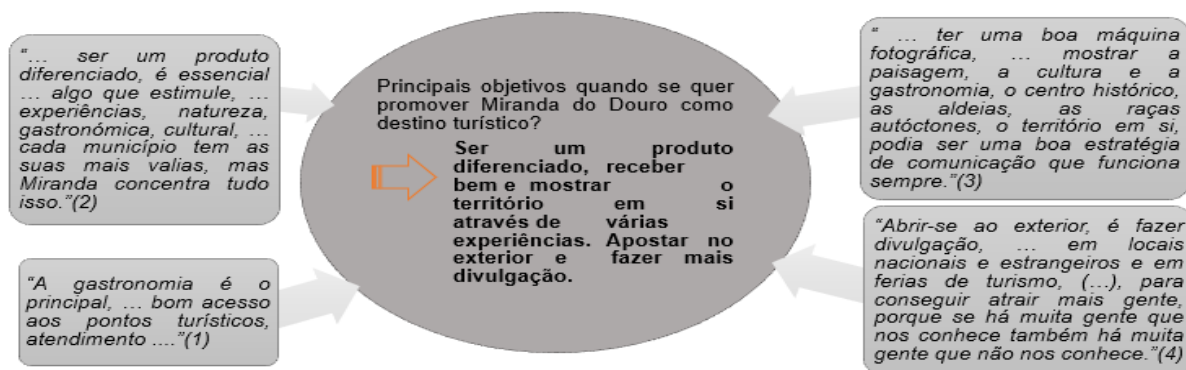 “… ser um produto
diferenciado, é essencial
… algo que estimule, …
experiências, natureza,
gastronómica, cultural, …
cada município tem as
suas mais valias, mas
Miranda concentra tudo
isso.”(2)
“A gastronomia é o
principal, … bom acesso
aos pontos turísticos,
atendimento ….”(1)
Principais objetivos quando se quer
promover Miranda do Douro como
destino turístico?
Ser um produto
diferenciado, receber
bem e mostrar o
território em si
através de várias
experiências. Apostar no
exterior e fazer mais
divulgação.
“ … ter uma boa máquina
fotográfica, … mostrar a
paisagem, a cultura e a
gastronomia, o centro histórico,
as aldeias, as raças
autóctones, o território em si,
podia ser uma boa estratégia
de comunicação que funciona
sempre.”(3)
“Abrir-se ao exterior, é fazer
divulgação, … em locais
nacionais e estrangeiros e em
ferias de turismo, (…), para
conseguir atrair mais gente,
porque se há muita gente que
nos conhece também há muita
gente que não nos conhece.”(4)